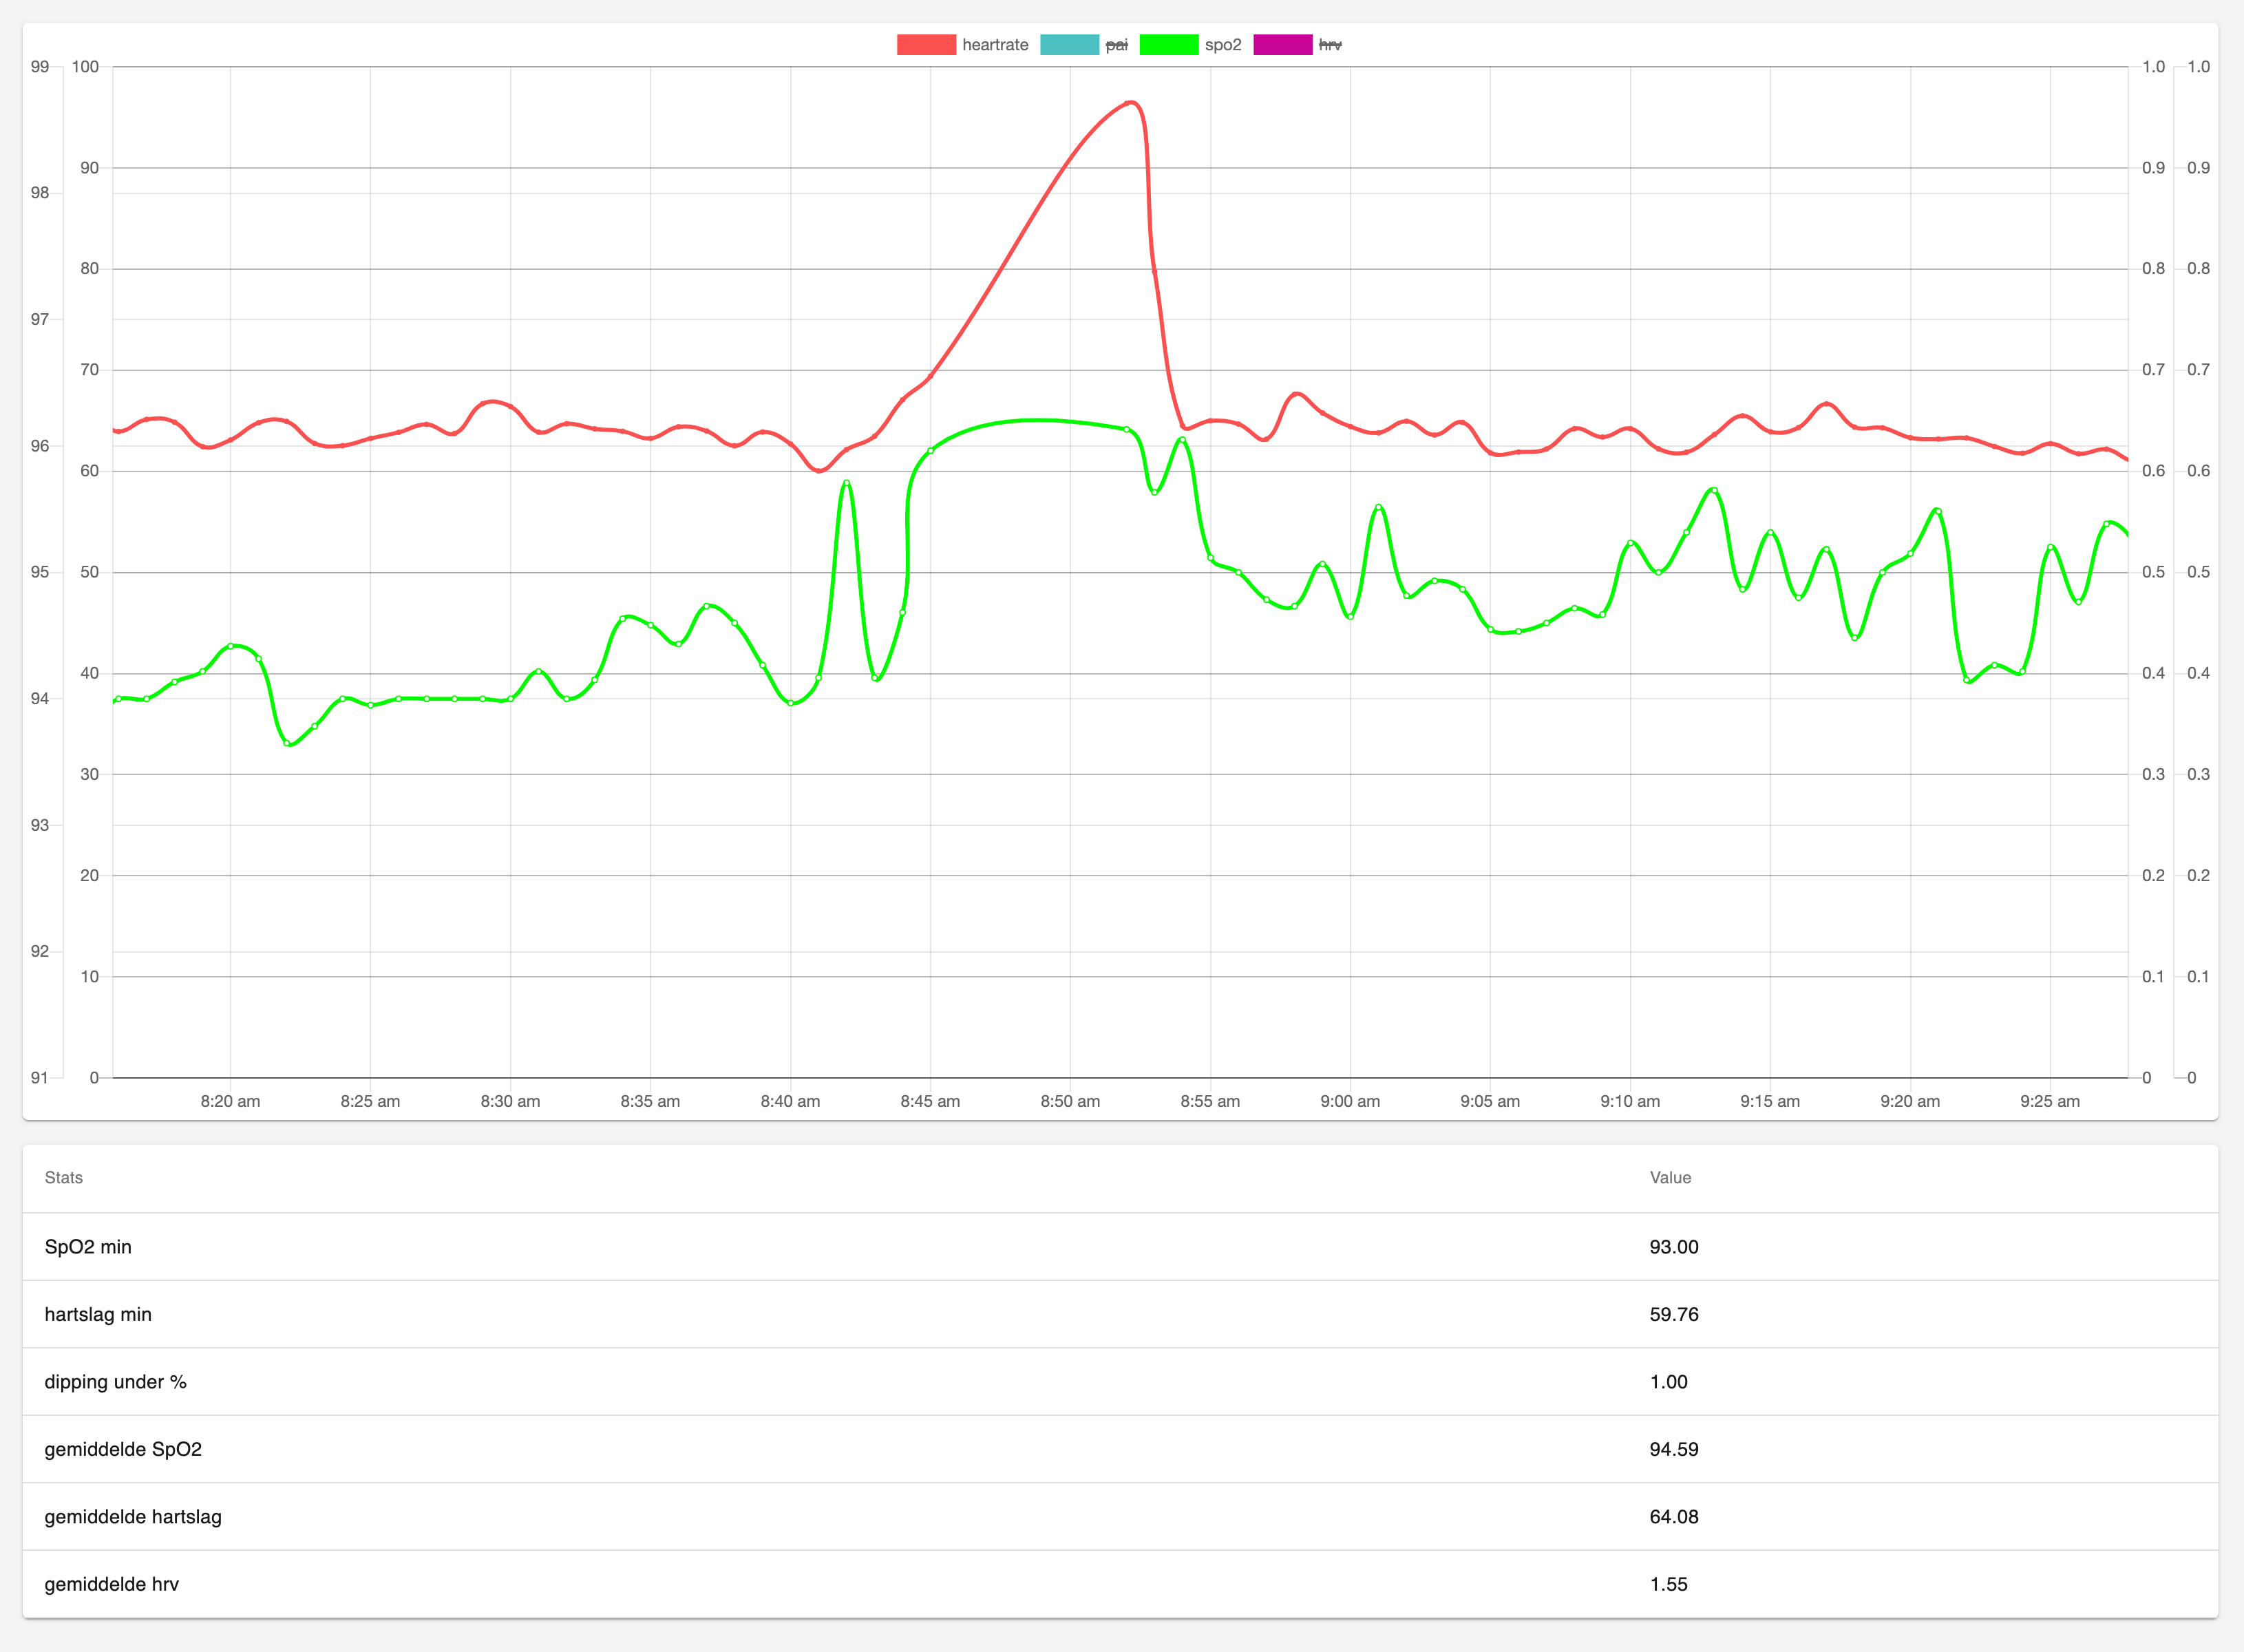 heartrate pai spo2 hrv
99 100 1.0 1.0
90 0.9 0.9
98
80 0.8 0.8
97
70 0.7 0.7
96
60 0.6 0.6
95 50 0.5 0.5
40 0.4 0.4
94
30 0.3 0.3
93
20 0.2 0.2
92
10 0.1 0.1
91 0 0 0
8:20 am 8:25 am 8:30 am 8:35 am 8:40 am 8:45 am 8:50 am 8:55 am 9:00 am 9:05 am 9:10 am 9:15 am 9:20 am 9:25 am
Stats Value
SpO2 min 93.00
hartslag min 59.76
dipping under % 1.00
gemiddelde SpO2 94.59
gemiddelde hartslag 64.08
gemiddelde hrv 1.55